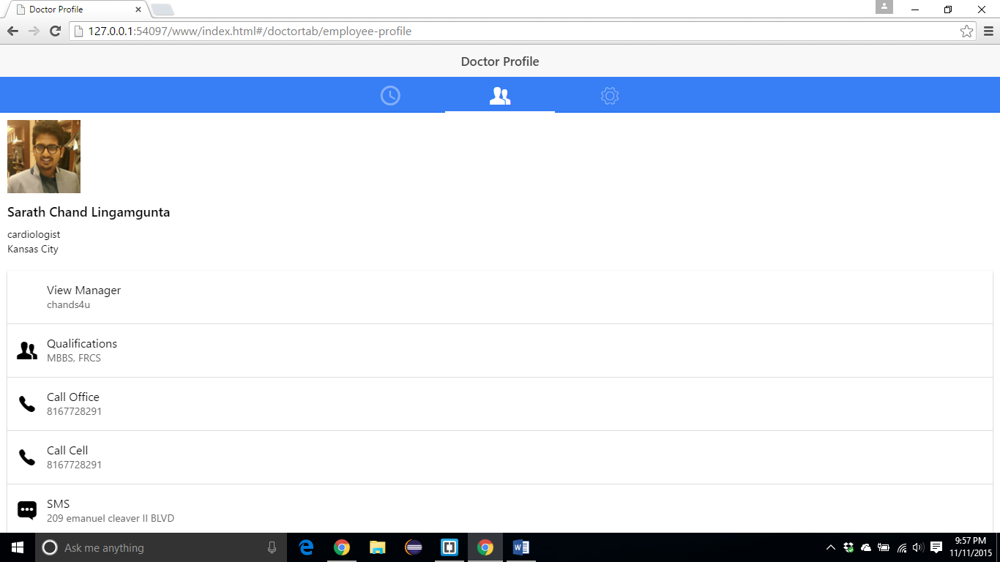 Doctor Profile
127.0.0.1:54097/www/index.html#/doctortab/employee-profile
Doctor Profile
Sarath Chand Lingamgunta
cardiologist
Kansas City
View Manager
chands4u
Qualifications
MBBS, FRCS
Call Office
8167728291
Call Cell
8167728291
SMS
209 emanuel cleaver II BLVD
Ask me anything
9:57 PM
11/11/2015